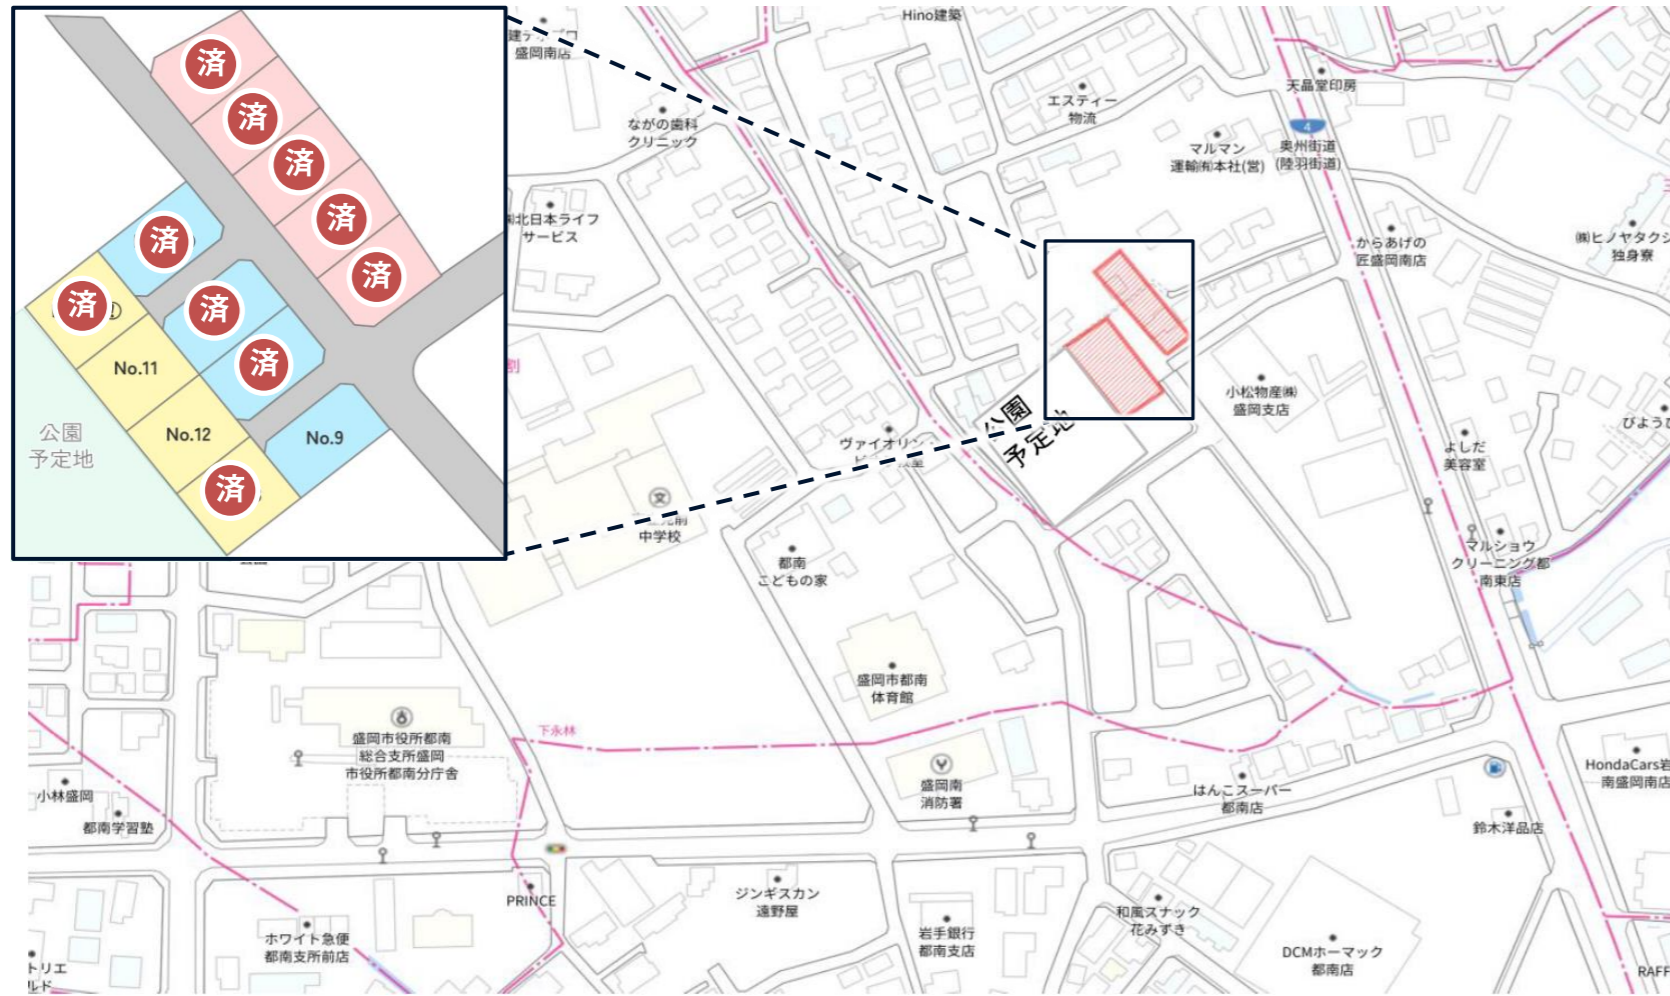 済
済
済
済
済
済
済
済
済
No.11
No.12
済
No.9
公園
予定地
Hino建築
盛岡南店
ながの歯科
クリニック
エスティー
物流
天晶堂印房
4
奥州街道
(陸羽街道)
マルマン
運輸㈲本社(営)
北日本ライフ
サービス
からあげの
匠盛岡南店
㈱ヒノヤタクシ
独身寮
割
小松物産㈱
盛岡支店
公園
予定地
ヴァイオリン・
びようひ
よしだ
美容室
文
中学校
都南
こどもの家
マルショウ
クリーニング都
南東店
盛岡市都南
体育館
下永林
盛岡市役所都南
総合支所盛岡
市役所都南分庁舎
盛岡南
消防署
はんこスーパー
都南店
HondaCars岩
南盛岡南店
小林盛岡
都南学習塾
鈴木洋品店
PRINCE
ジンギスカン
遠野屋
和風スナック
花みずき
岩手銀行
都南支店
ホワイト急便
都南支所前店
DCMホーマック
都南店
トリエ
ルド
RAFF